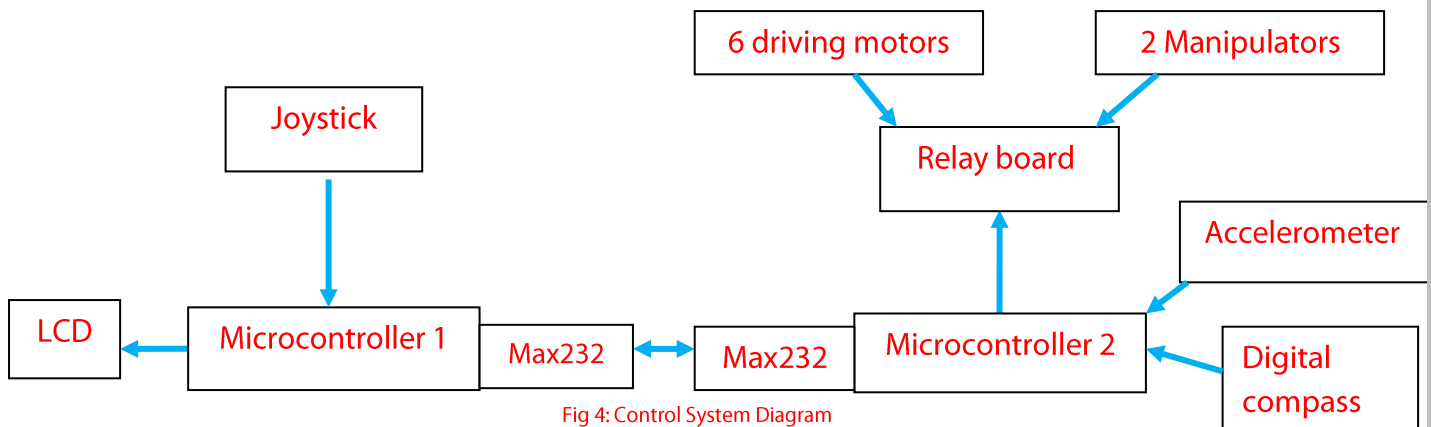 6 driving motors
2 Manipulators
Joystick
Relay board
Accelerometer
LCD
Microcontroller 1
Max232
Max232
Microcontroller 2
Digital
compass
Fig 4: Control System Diagram